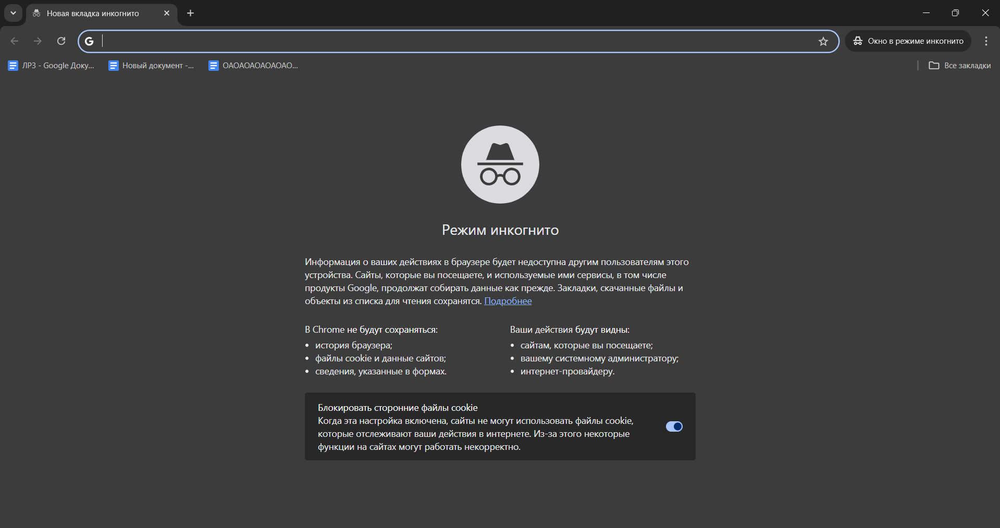 Новая вкладка инкогнито
Окно в режиме инкогнито
ЛР3 - Google Доку...
Новый документ -...
ОАОАОАОАОАОАО...
Все закладки
Режим инкогнито
Информация о ваших действиях в браузере будет недоступна другим пользователям этого
устройства. Сайты, которые вы посещаете, и используемые ими сервисы, в том числе
продукты Google, продолжат собирать данные как прежде. Закладки, скачанные файлы и
объекты из списка для чтения сохранятся. Подробнее
В Chrome не будут сохраняться:
• история браузера;
• файлы cookie и данные сайтов;
• сведения, указанные в формах.
Ваши действия будут видны:
• сайтам, которые вы посещаете;
• вашему системному администратору;
• интернет-провайдеру.
Блокировать сторонние файлы cookie
Когда эта настройка включена, сайты не могут использовать файлы cookie,
которые отслеживают ваши действия в интернете. Из-за этого некоторые
функции на сайтах могут работать некорректно.